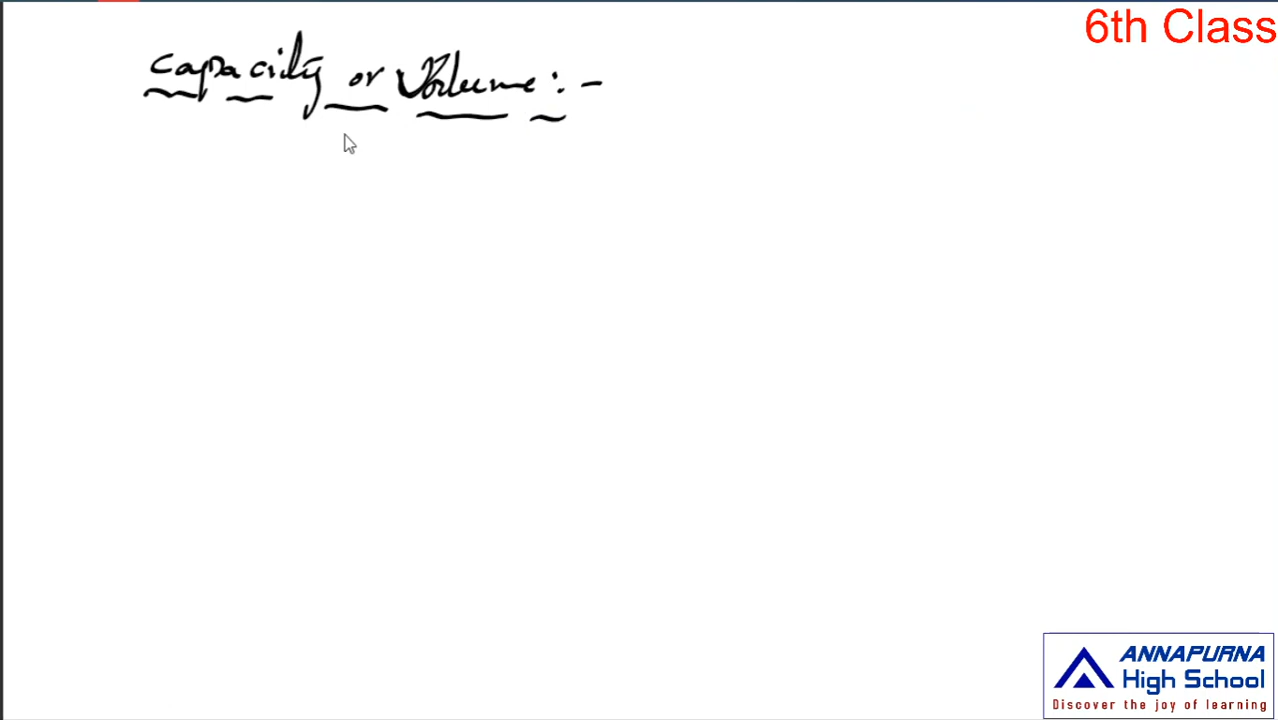 6th Class
Capacity or Volume:-
ANNAPURNA
High School
Discover the joy of learning